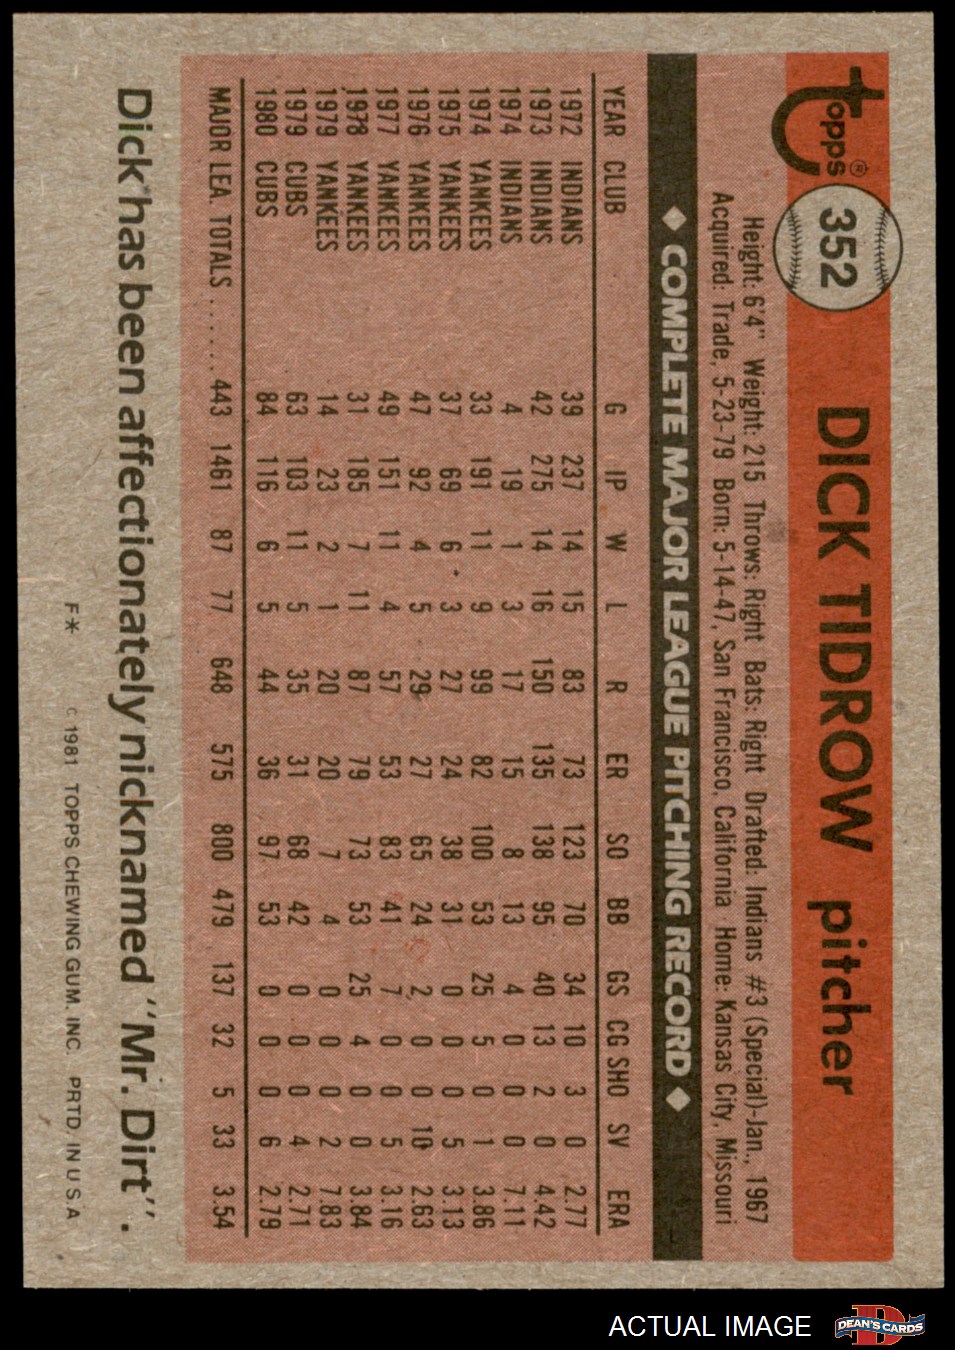 topps®
352 DICK TIDROW pitcher
Height: 6'4" Weight: 215 Throws: Right Bats: Right Drafted: Indians #3 (Special)-Jan., 1967
Acquired: Trade, 5-23-79 Born: 5-14-47, San Francisco, California Home: Kansas City, Missouri
◆ COMPLETE MAJOR LEAGUE PITCHING RECORD ◆
YEAR CLUB G IP W L R ER SO BB GS CG SHO SV ERA
1972 INDIANS 39 237 14 15 83 73 123 70 34 10 3 0 2.77
1973 INDIANS 42 275 14 16 150 135 138 95 40 13 2 0 4.42
1974 INDIANS 4 19 1 3 17 15 8 13 4 0 0 0 7.11
1974 YANKEES 33 191 11 9 99 82 100 53 25 5 0 1 3.86
1975 YANKEES 37 69 6 3 27 24 38 31 0 0 0 5 3.13
1976 YANKEES 47 92 4 5 29 27 65 24 2 0 0 10 2.63
1977 YANKEES 49 151 11 4 57 53 83 41 7 0 0 5 3.16
1978 YANKEES 31 185 7 11 87 79 73 53 25 4 0 0 3.84
1979 YANKEES 14 23 2 1 20 20 7 4 0 0 0 2 7.83
1979 CUBS 63 103 11 5 35 31 68 42 0 0 0 4 2.71
1980 CUBS 84 116 6 5 44 36 97 53 0 0 0 6 2.79
MAJOR LEA. TOTALS ...... 443 1461 87 77 648 575 800 479 137 32 5 33 3.54
Dick has been affectionately nicknamed "Mr. Dirt".
F* © 1981 TOPPS CHEWING GUM, INC. PRTD. IN U.S.A.
ACTUAL IMAGE
D
DEAN'S CARDS